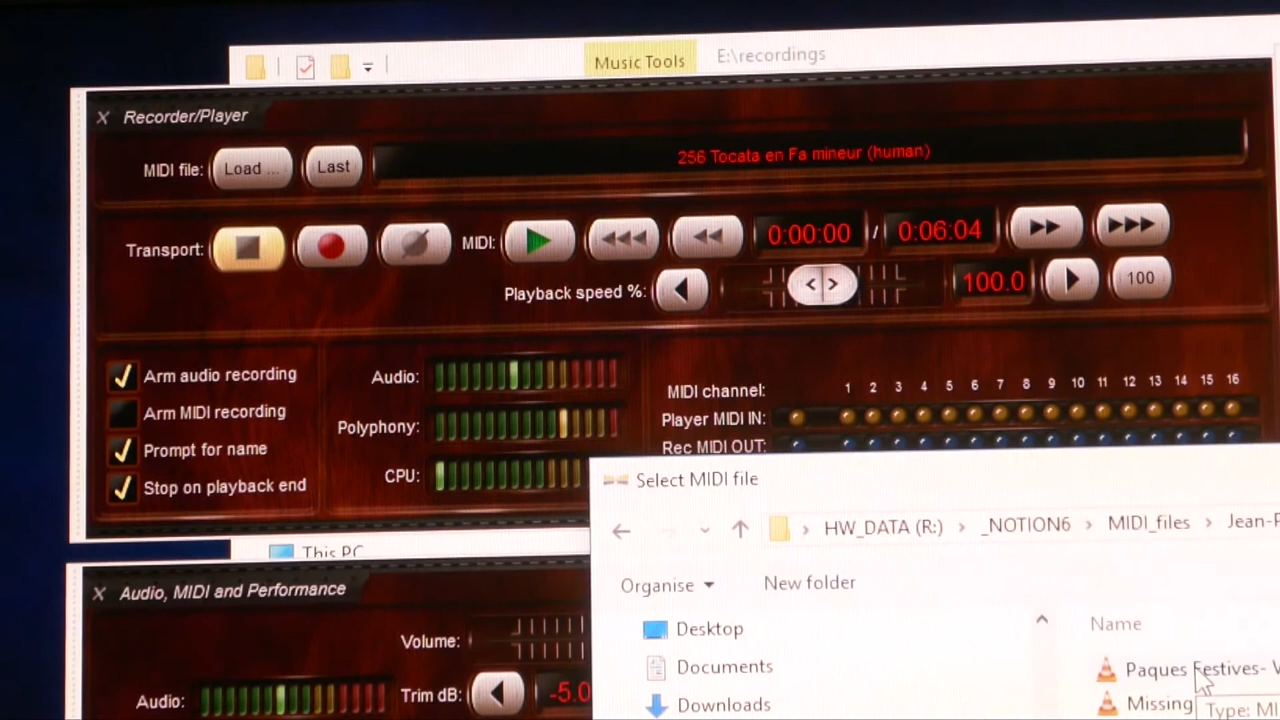 Music Tools E:\recordings
X Recorder/Player
MIDI file: Load ... Last 256 Tocata en Fa mineur (human)
Transport: MIDI: 0:00:00 / 0:06:04
Playback speed %: 100.0 100
Arm audio recording
Arm MIDI recording
Prompt for name
Stop on playback end
Audio:
Polyphony:
CPU:
MIDI channel: 1 2 3 4 5 6 7 8 9 10 11 12 13 14 15 16
Player MIDI IN:
Rec MIDI OUT:
This PC
Select MIDI file
HW_DATA (R:) › _NOTION6 › MIDI_files ›
Organise New folder
Desktop
Documents
Downloads
Name
Paques Festives-
Missing
Type:
X Audio, MIDI and Performance
Volume:
Audio: Trim dB: -5.0